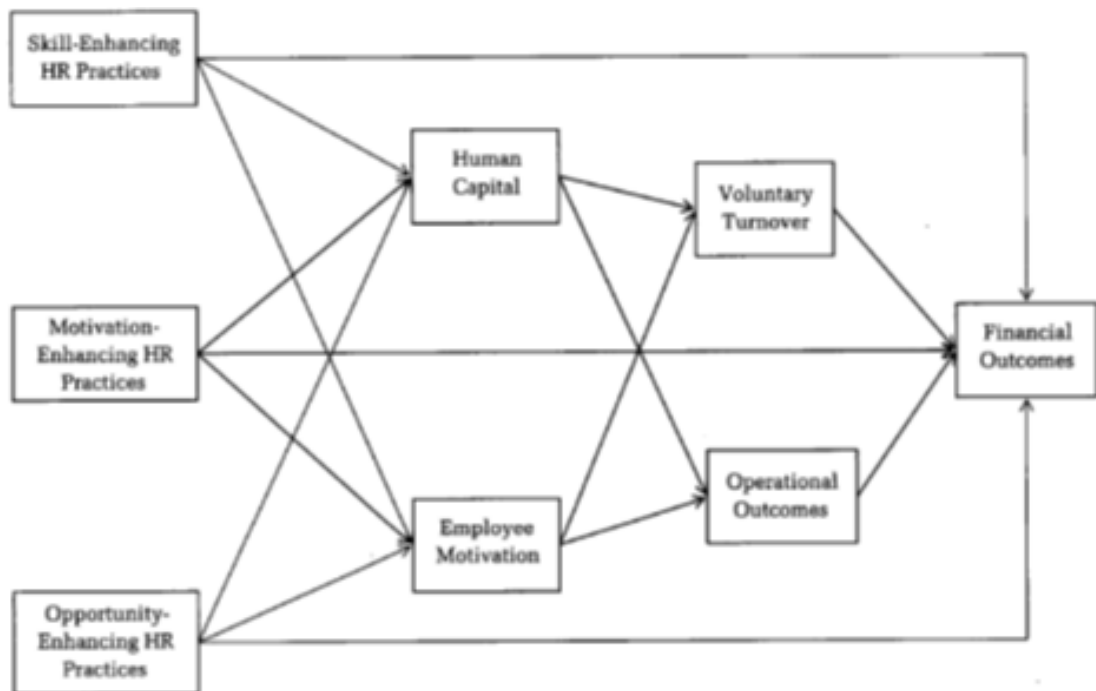 Skill-Enhancing
HR Practices
Human
Capital
Voluntary
Turnover
Motivation-
Enhancing HR
Practices
Financial
Outcomes
Employee
Motivation
Operational
Outcomes
Opportunity-
Enhancing HR
Practices